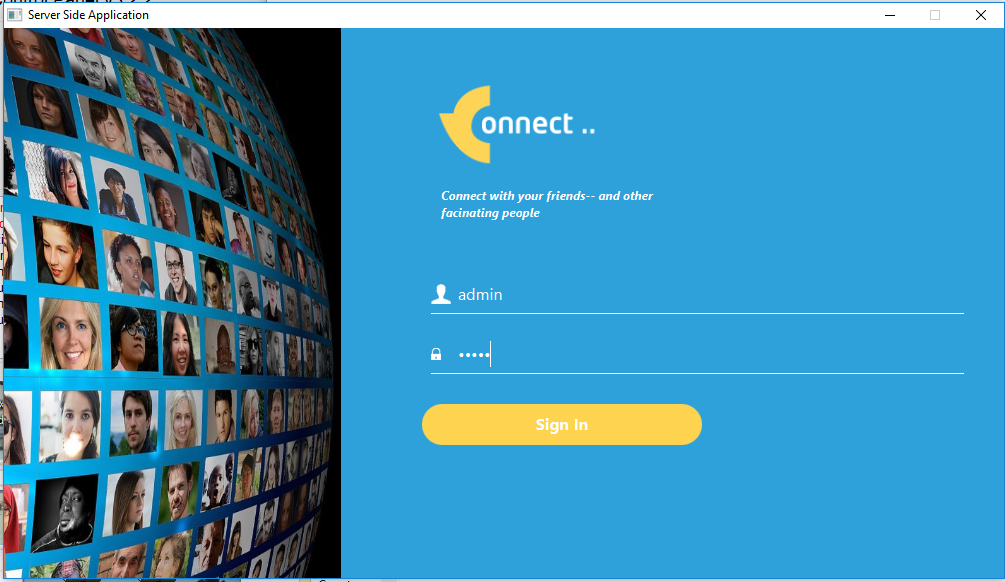 Server Side Application
onnect ..
Connect with your friends-- and other
facinating people
admin
•••••
Sign In